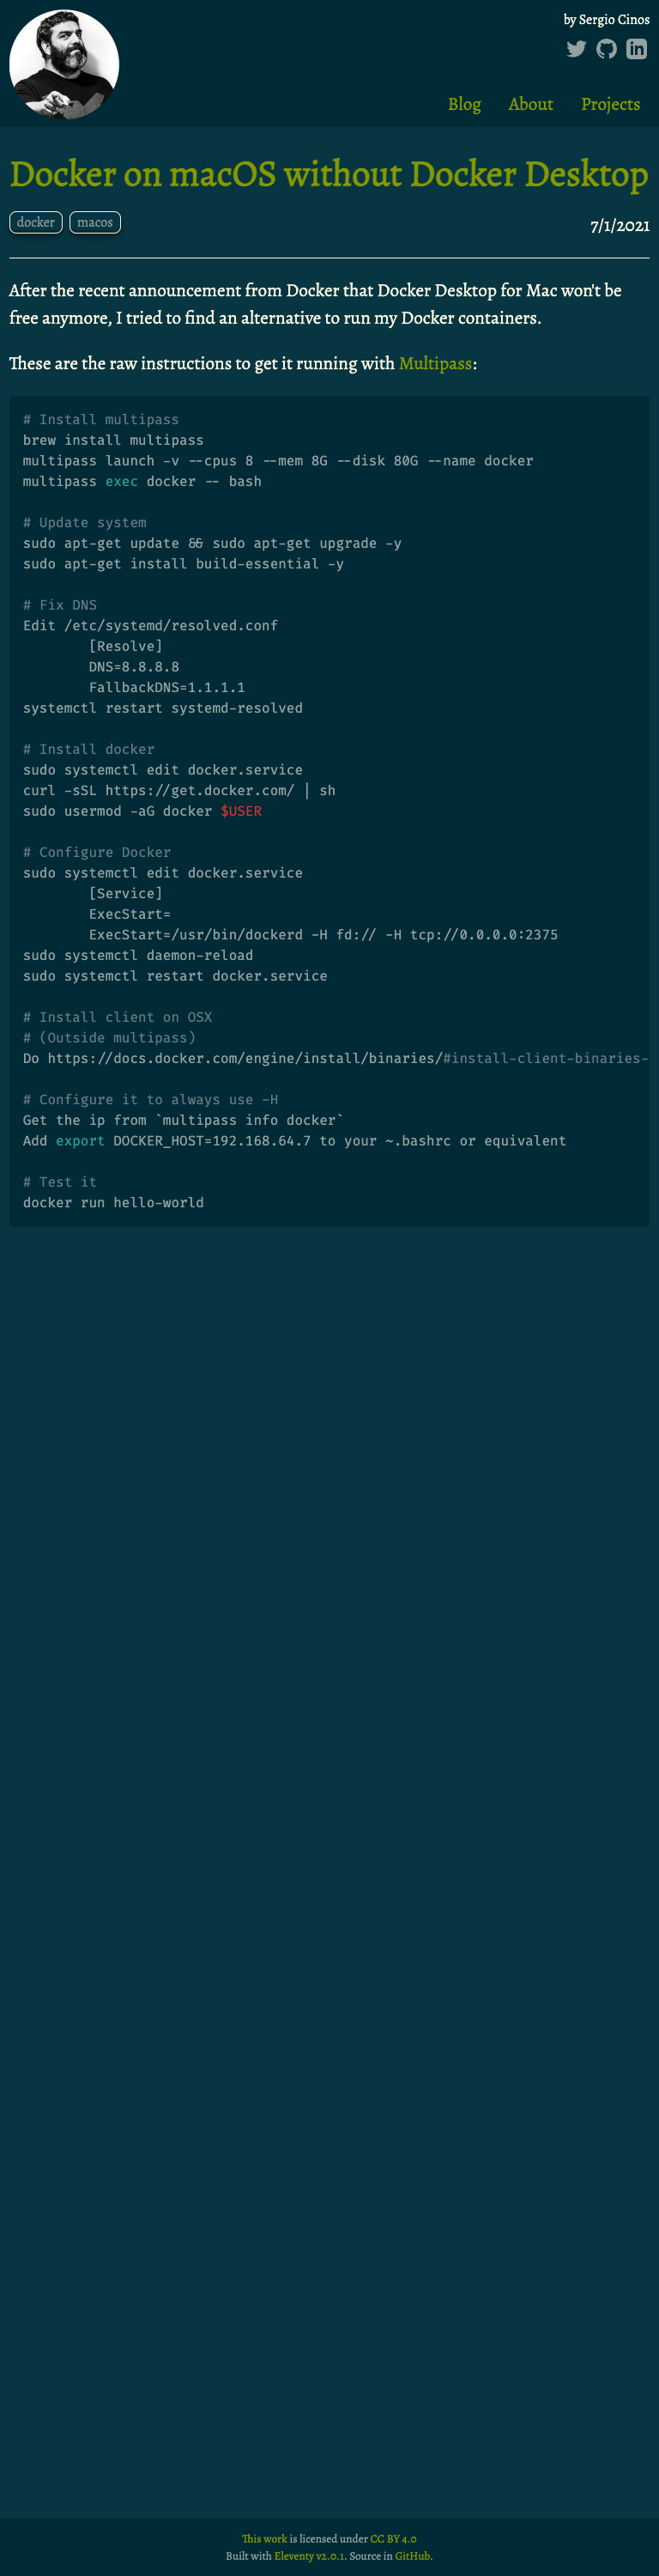 by Sergio Cinos
Blog About Projects
Docker on macOS without Docker Desktop
docker macos
7/1/2021
After the recent announcement from Docker that Docker Desktop for Mac won't be
free anymore, I tried to find an alternative to run my Docker containers.
These are the raw instructions to get it running with Multipass:
# Install multipass
brew install multipass
multipass launch -v --cpus 8 --mem 8G --disk 80G --name docker
multipass exec docker -- bash
# Update system
sudo apt-get update && sudo apt-get upgrade -y
sudo apt-get install build-essential -y
# Fix DNS
Edit /etc/systemd/resolved.conf
[Resolve]
DNS=8.8.8.8
FallbackDNS=1.1.1.1
systemctl restart systemd-resolved
# Install docker
sudo systemctl edit docker.service
curl -sSL https://get.docker.com/ | sh
sudo usermod -aG docker $USER
# Configure Docker
sudo systemctl edit docker.service
[Service]
ExecStart=
ExecStart=/usr/bin/dockerd -H fd:// -H tcp://0.0.0.0:2375
sudo systemctl daemon-reload
sudo systemctl restart docker.service
# Install client on OSX
# (Outside multipass)
Do https://docs.docker.com/engine/install/binaries/#install-client-binaries-
# Configure it to always use -H
Get the ip from `multipass info docker`
Add export DOCKER_HOST=192.168.64.7 to your ~.bashrc or equivalent
# Test it
docker run hello-world
This work is licensed under CC BY 4.0
Built with Eleventy v2.0.1. Source in GitHub.